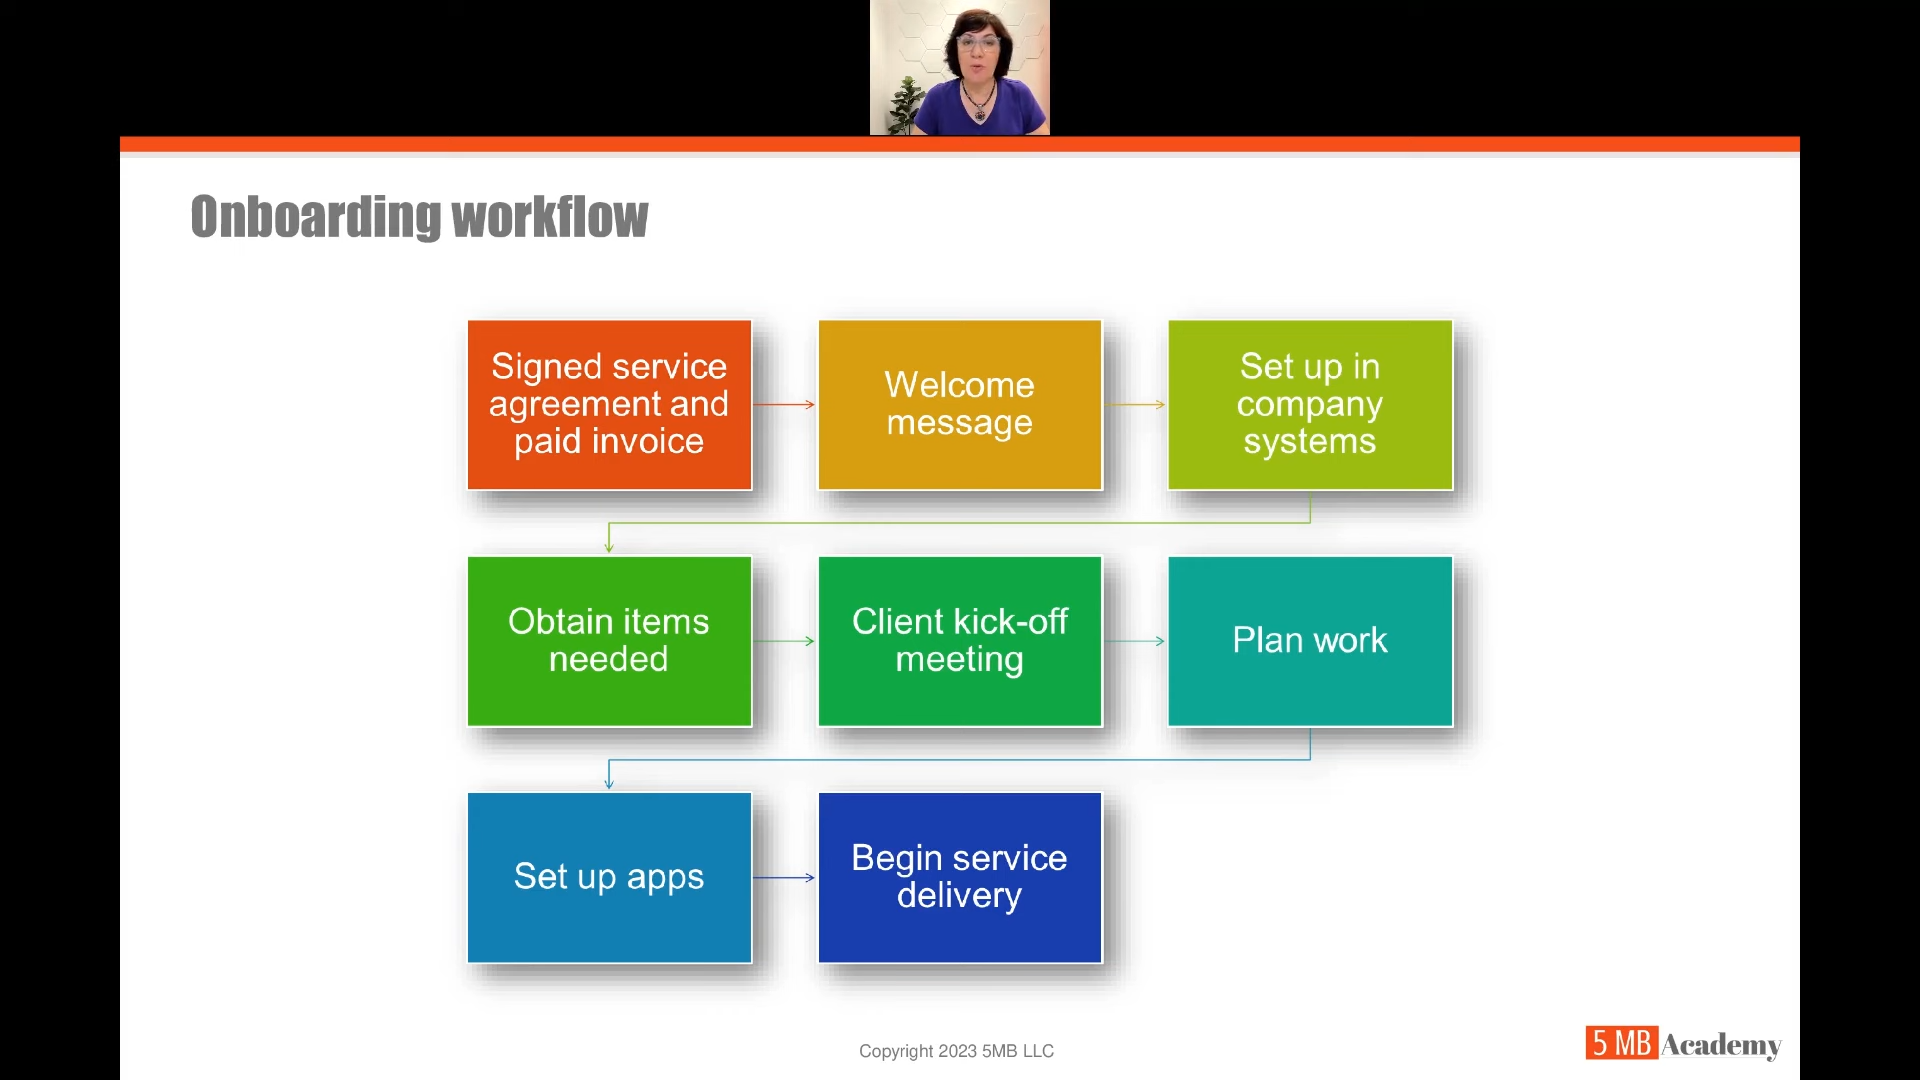 Onboarding workflow
Signed service
agreement and
paid invoice
Welcome
message
Set up in
company
systems
Obtain items
needed
Client kick-off
meeting
Plan work
Set up apps
Begin service
delivery
Copyright 2023 5MB LLC
5 MB Academy